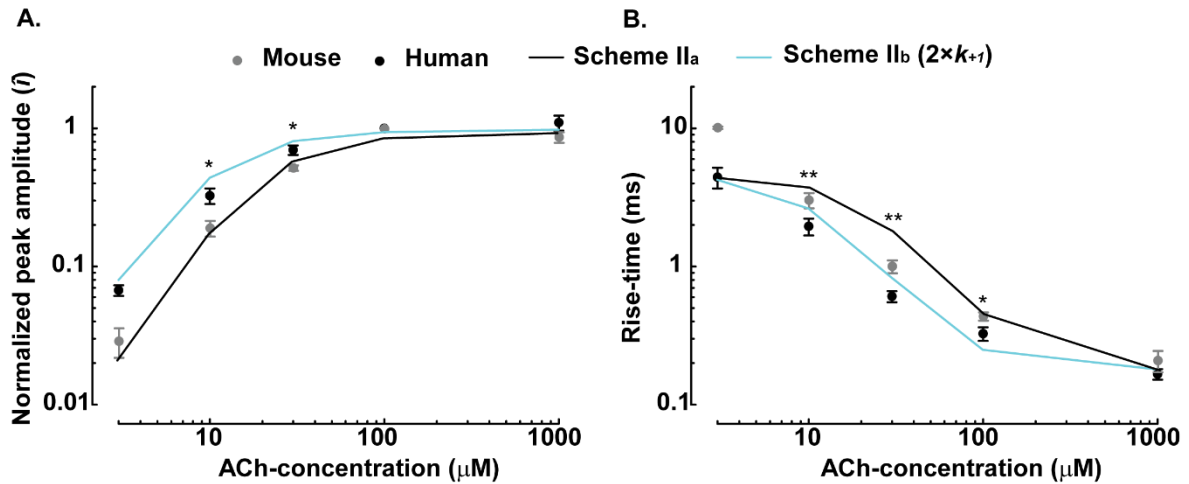 A.
B.
Mouse
Human
Scheme IIa
Scheme IIb (2×k+1)
Normalized peak amplitude (î)
1
0.1
0.01
10
100
1000
ACh-concentration (μM)
*
*
Rise-time (ms)
10
1
0.1
10
100
1000
ACh-concentration (μM)
**
**
*